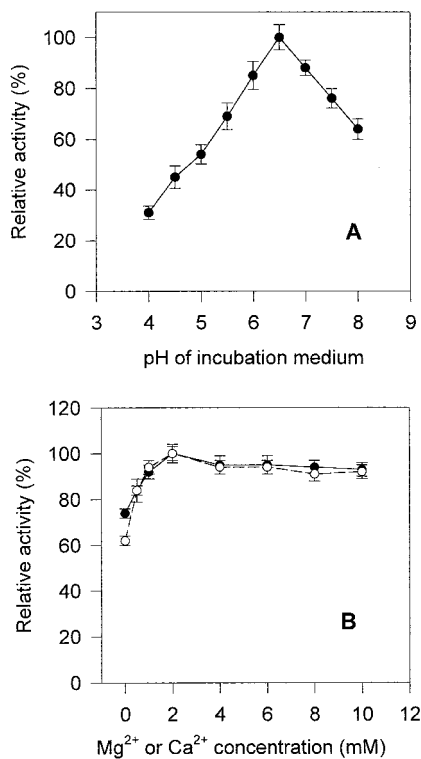 100
80
60
40
20
0
Relative activity (%)
A
3 4 5 6 7 8 9
pH of incubation medium
120
100
80
60
40
20
0
Relative activity (%)
B
0 2 4 6 8 10 12
Mg²⁺ or Ca²⁺ concentration (mM)